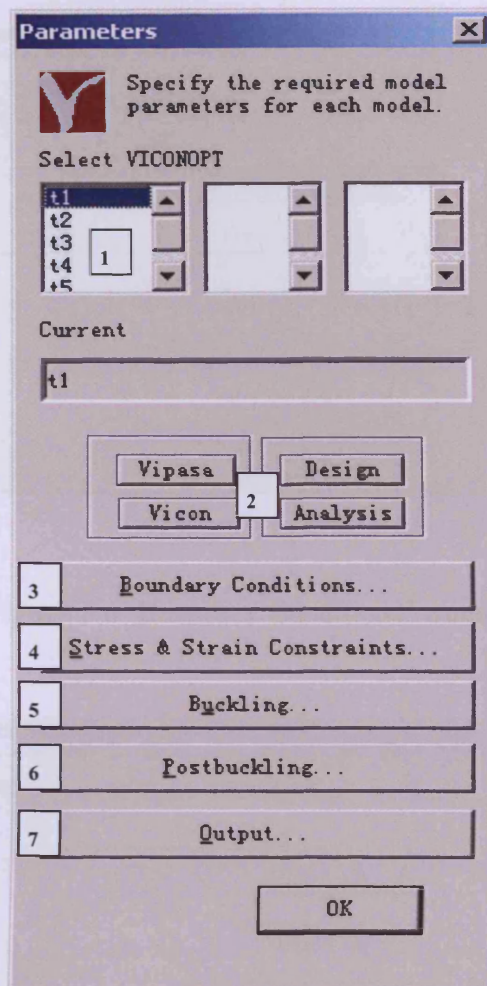 Parameters
Specify the required model
parameters for each model.
Select VICONOPT
t1
t2
t3
t4
t5
1
Current
t1
Vipasa
Design
2
Vicon
Analysis
3
Boundary Conditions...
4
Stress & Strain Constraints...
5
Buckling...
6
Postbuckling...
7
Output...
OK